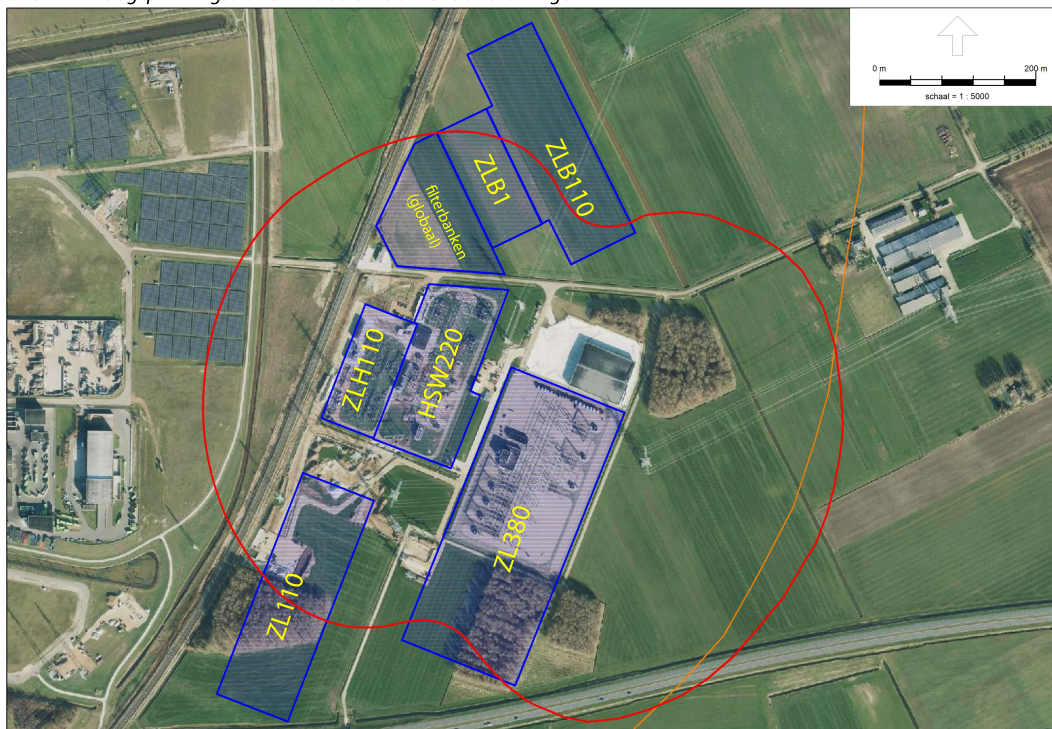 0 m 200 m
schaal = 1 : 5000
ZLB110
ZLB1
filterbanken
(globaal)
ZLH110
HSW220
ZL380
ZL110